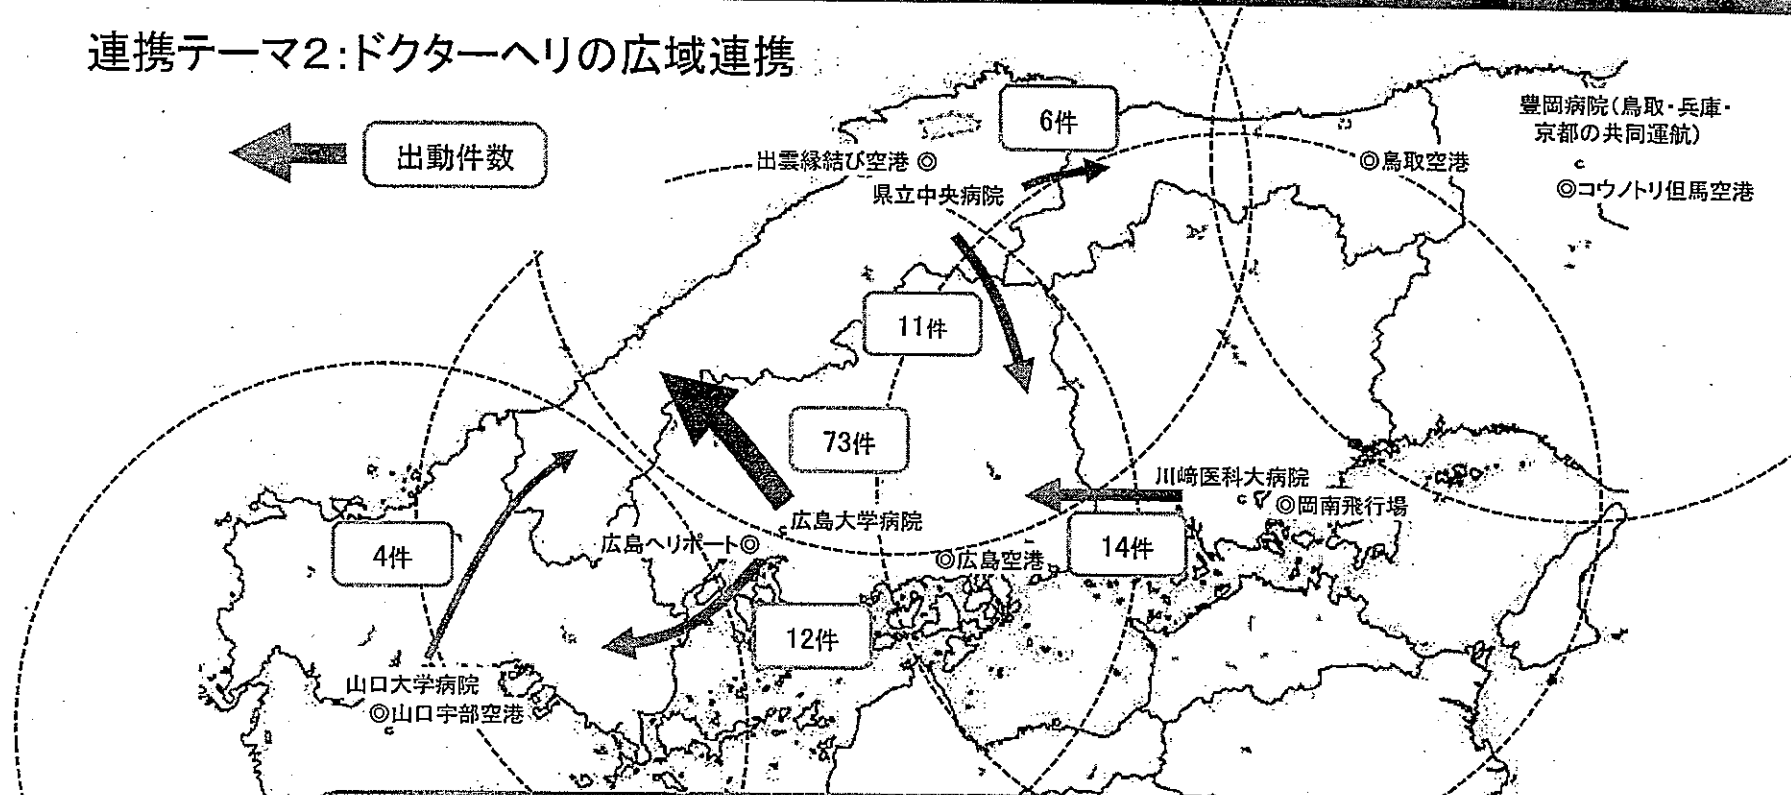 連携テーマ2:ドクターヘリの広域連携
出動件数
6件
豊岡病院(鳥取・兵庫・
京都の共同運航)
出雲縁結び空港◎
◎鳥取空港
県立中央病院
◎コウノトリ但馬空港
11件
73件
川﨑医科大病院
◎岡南飛行場
広島大学病院
広島ヘリポート◎
◎広島空港
14件
4件
12件
山口大学病院
◎山口宇部空港